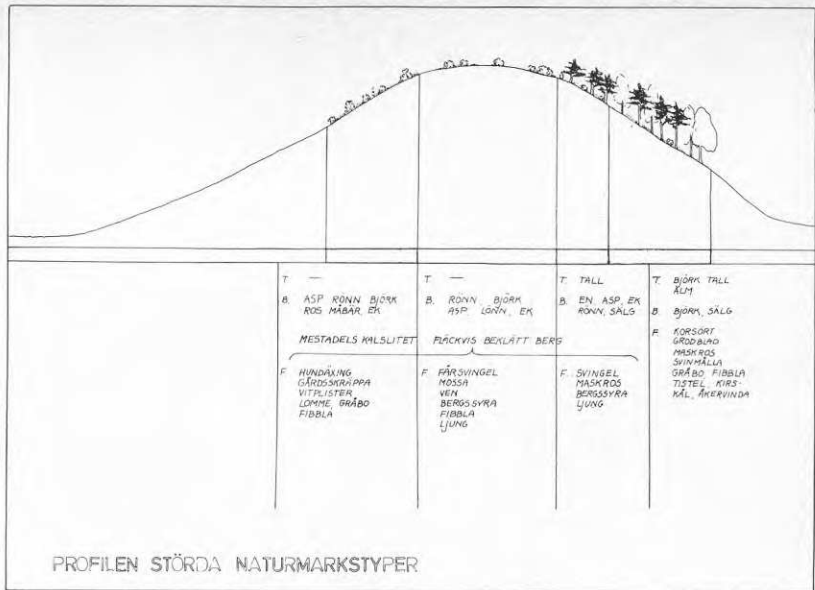 T. —
B. ASP RÖNN BJÖRK
ROS MÅBÄR, EK
T. —
B. RÖNN, BJÖRK
ASP LÖNN, EK
T. TALL
B. EN, ASP, EK
RÖNN, SÄLG
T. BJÖRK TALL
ALM
B. BJÖRK, SÄLG
F. KORSÖRT
GRODBLAD
MASKROS
SVINMÅLLA
GRÅBO FIBBLA
TISTEL, KIRS-
KÅL, ÅKERVINDA
MESTADELS KALSLITET FLÄCKVIS BEKLÄTT BERG
F HUNDÄXING
GÅRDSSKRÄPPA
VITPLISTER
LOMME, GRÅBO
FIBBLA
F FÅRSVINGEL
MOSSA
VEN
BERGSSYRA
FIBBLA
LJUNG
F. SVINGEL
MASKROS
BERGSSYRA
LJUNG
PROFILEN STÖRDA NATURMARKSTYPER